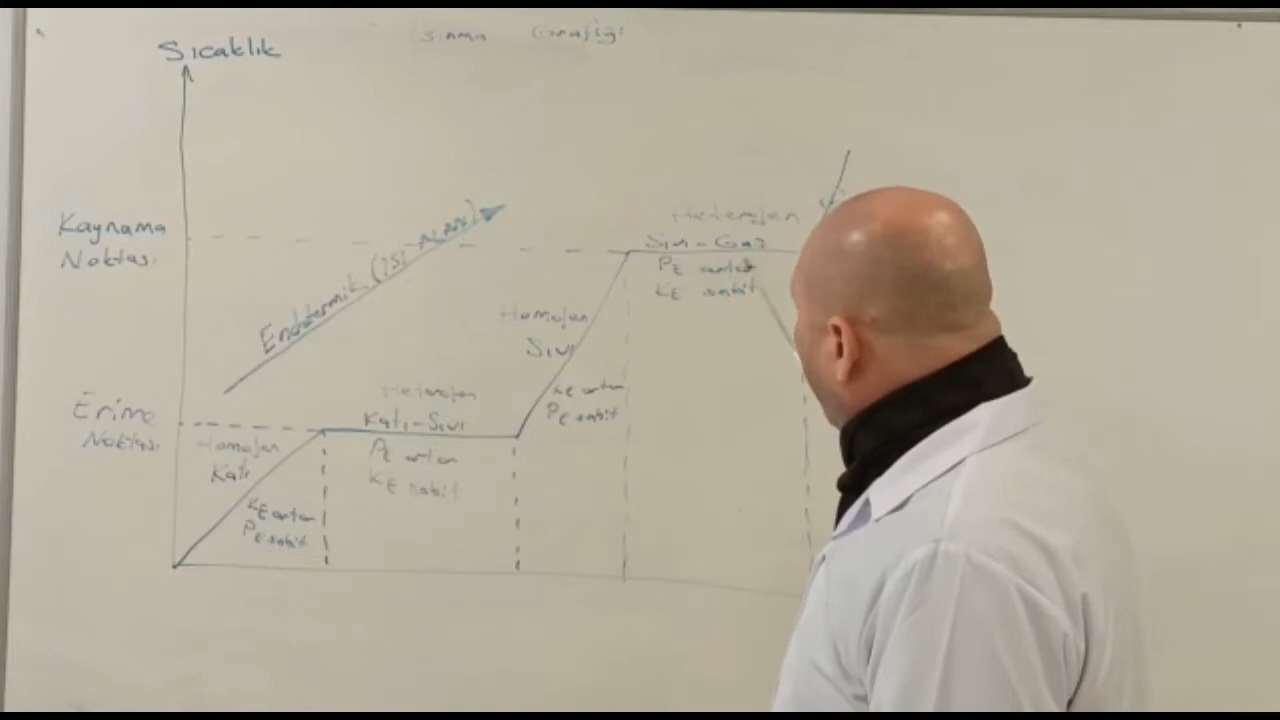 Isınma Grafiği
Sıcaklık
Kaynama
Noktası
Endotermik (ISI ALAN)
Heterojen
Sıvı-Gaz
PE artar
KE sabit
Homojen
Sıvı
KE artar
PE sabit
Erime
Noktası
Heterojen
Katı-Sıvı
PE artar
KE sabit
Homojen
Katı
KE artar
PE sabit